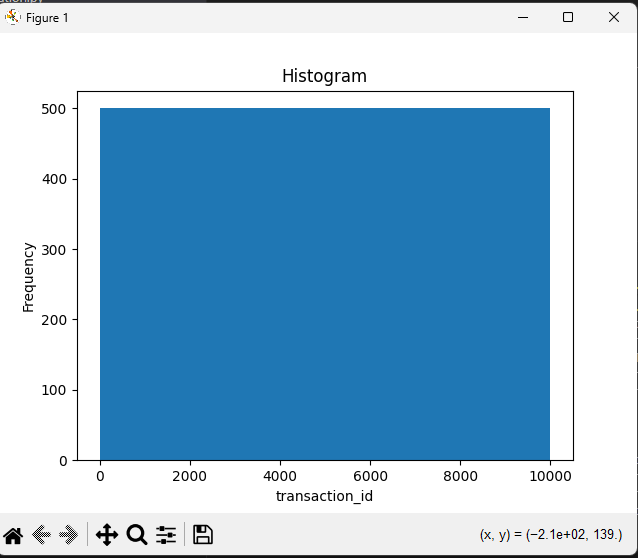 Figure 1
Histogram
500
400
300
200
100
0
Frequency
0 2000 4000 6000 8000 10000
transaction_id
(x, y) = (−2.1e+02, 139.)